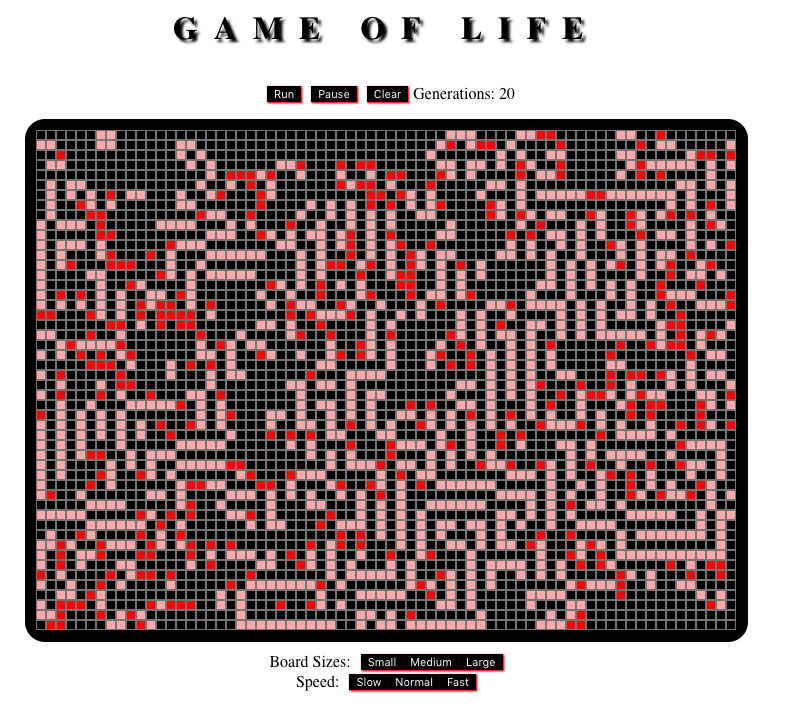 GAME OF LIFE
Run Pause Clear Generations: 20
Board Sizes: Small Medium Large
Speed: Slow Normal Fast